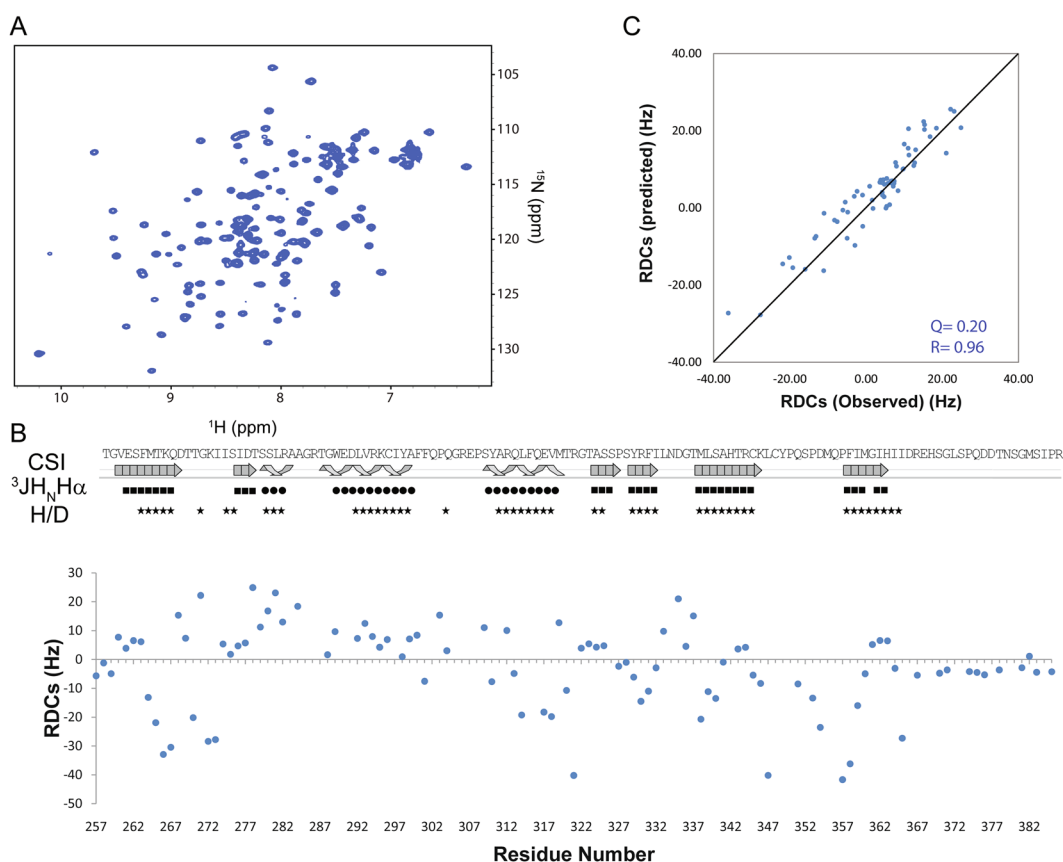 A
105
110
115
120
125
130
¹⁵N (ppm)
10
9
8
7
¹H (ppm)
C
40.00
20.00
0.00
-20.00
-40.00
RDCs (predicted) (Hz)
Q= 0.20
R= 0.96
-40.00 -20.00 0.00 20.00 40.00
RDCs (Observed) (Hz)
B
TGVESFMTKQDTTGKIISIDTSSLRAAGRTGWEDLVRKCIYAFFQPQGREPSYARQLFQEVMTRGTASSPSYRFILNDGTMLSAHTRCKLCYPQSPDMQPFIMGIHIIDREHSGLSPQDDTNSGMSIPR
CSI
³JHNHα
H/D
30
20
10
0
-10
-20
-30
-40
-50
RDCs (Hz)
257 262 267 272 277 282 287 292 297 302 307 312 317 322 327 332 337 342 347 352 357 362 367 372 377 382
Residue Number